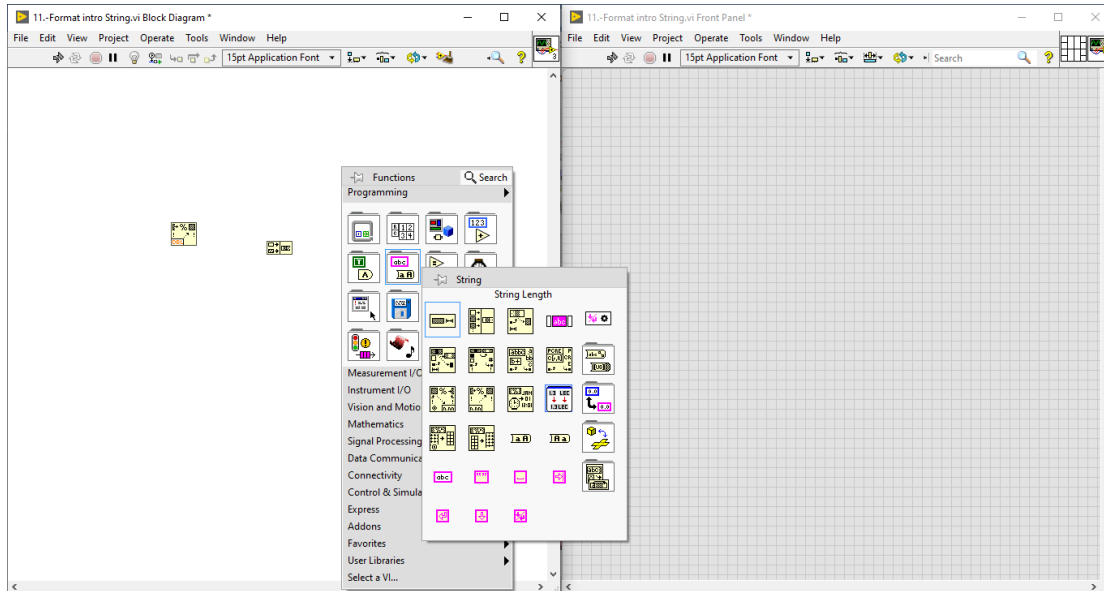 11.-Format intro String.vi Block Diagram *
File Edit View Project Operate Tools Window Help
15pt Application Font
3
Functions
Search
Programming
String
String Length
Measurement I/O
Instrument I/O
Vision and Motio
Mathematics
Signal Processing
Data Communica
Connectivity
Control & Simula
Express
Addons
Favorites
User Libraries
Select a VI...
11.-Format intro String.vi Front Panel *
File Edit View Project Operate Tools Window Help
15pt Application Font
Search